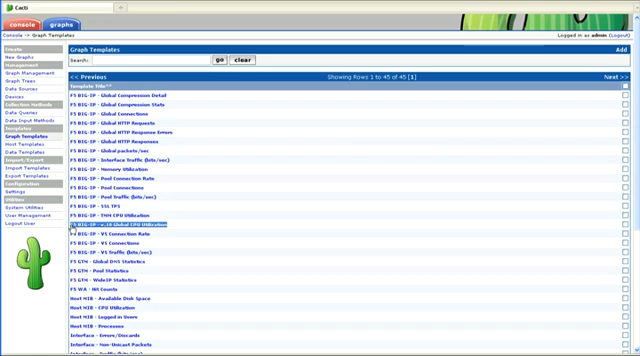 Cacti
console
graphs
Console -> Graph Templates
Logged in as admin (Logout)
Create
New Graphs
Management
Graph Management
Graph Trees
Data Sources
Devices
Collection Methods
Data Queries
Data Input Methods
Templates
Graph Templates
Host Templates
Data Templates
Import/Export
Import Templates
Export Templates
Configuration
Settings
Utilities
System Utilities
User Management
Logout User
Graph Templates
Add
Search:
go
clear
<< Previous
Showing Rows 1 to 45 of 45 [1]
Next >>
Template Title**
F5 BIG-IP - Global Compression Detail
F5 BIG-IP - Global Compression Stats
F5 BIG-IP - Global Connections
F5 BIG-IP - Global HTTP Requests
F5 BIG-IP - Global HTTP Response Errors
F5 BIG-IP - Global HTTP Responses
F5 BIG-IP - Global packets/sec
F5 BIG-IP - Interface Traffic (bits/sec)
F5 BIG-IP - Memory Utilization
F5 BIG-IP - Pool Connection Rate
F5 BIG-IP - Pool Connections
F5 BIG-IP - Pool Traffic (bits/sec)
F5 BIG-IP - SSL TPS
F5 BIG-IP - TMM CPU Utilization
F5 BIG-IP - v.10 Global CPU Utilization
F5 BIG-IP - VS Connection Rate
F5 BIG-IP - VS Connections
F5 BIG-IP - VS Traffic (bits/sec)
F5 GTM - Global DNS Statistics
F5 GTM - Pool Statistics
F5 GTM - WideIP Statistics
F5 WA - Hit Counts
Host MIB - Available Disk Space
Host MIB - CPU Utilization
Host MIB - Logged in Users
Host MIB - Processes
Interface - Errors/Discards
Interface - Non-Unicast Packets
Interface - Traffic (bits/sec)